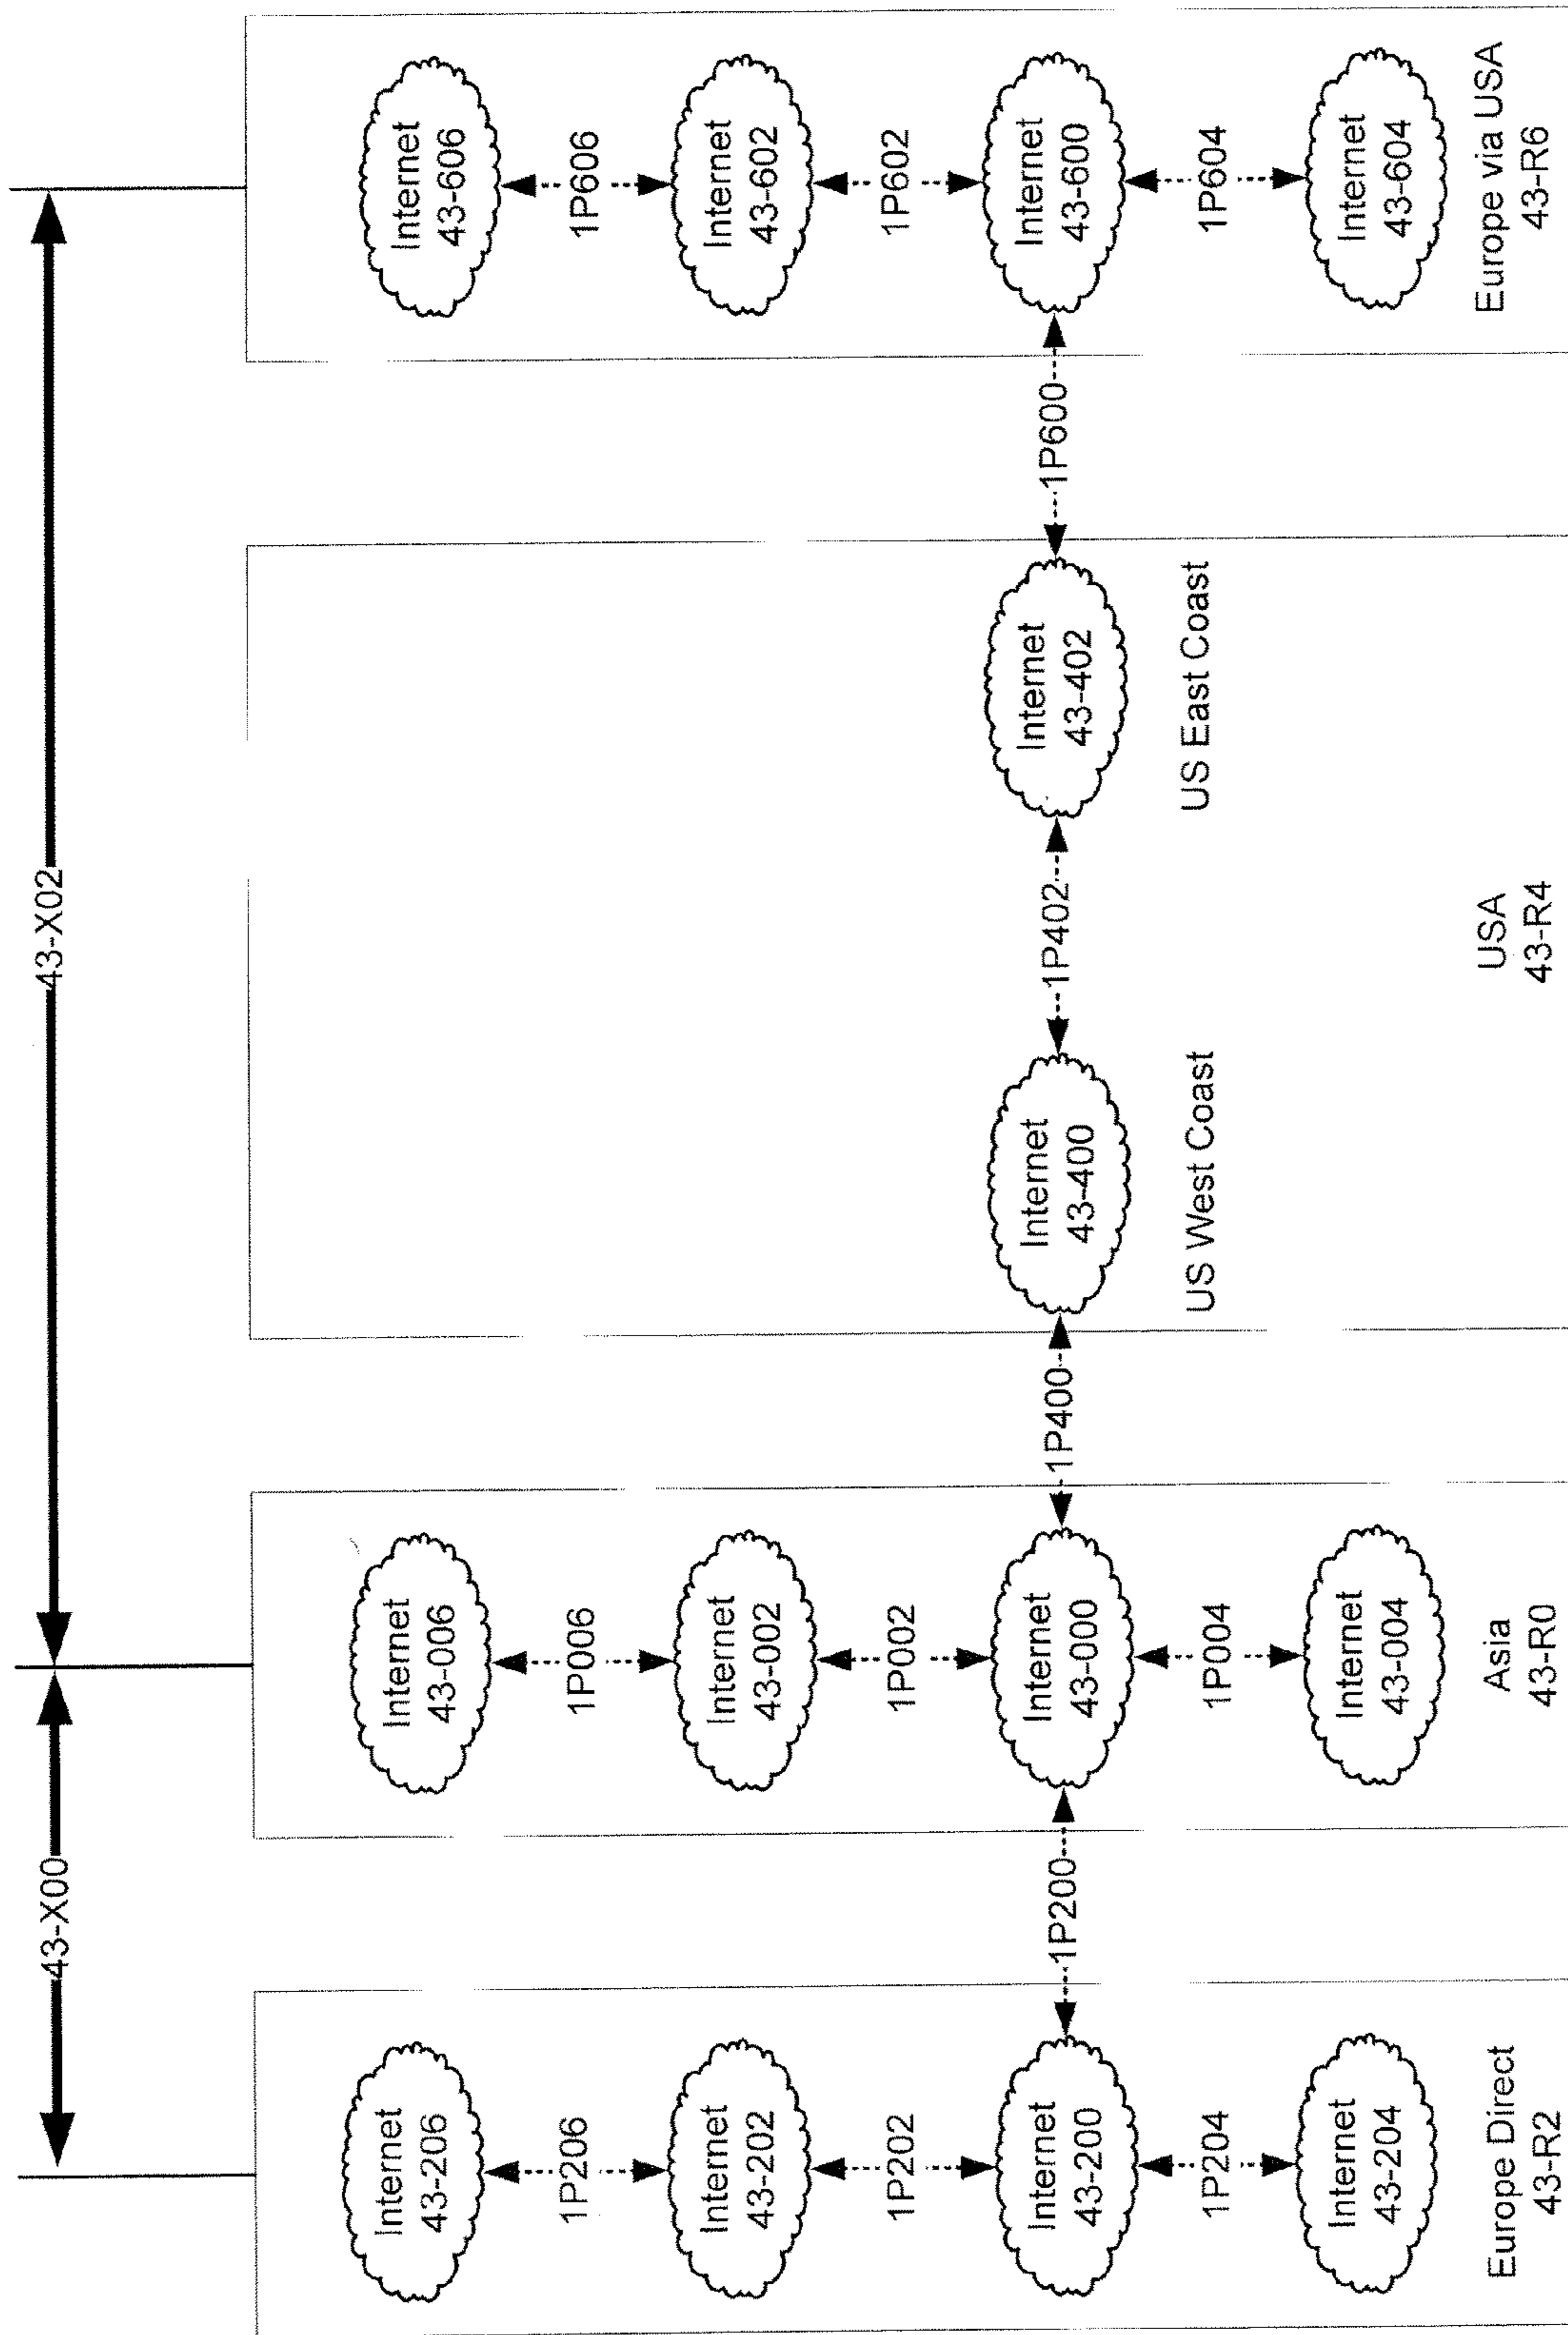 43-X00
43-X02
Internet
43-206
1P206
Internet
43-202
1P202
Internet
43-200
1P204
Internet
43-204
Europe Direct
43-R2
1P200
Internet
43-006
1P006
Internet
43-002
1P002
Internet
43-000
1P004
Internet
43-004
Asia
43-R0
1P400
Internet
43-400
US West Coast
1P402
Internet
43-402
US East Coast
USA
43-R4
1P600
Internet
43-606
1P606
Internet
43-602
1P602
Internet
43-600
1P604
Internet
43-604
Europe via USA
43-R6